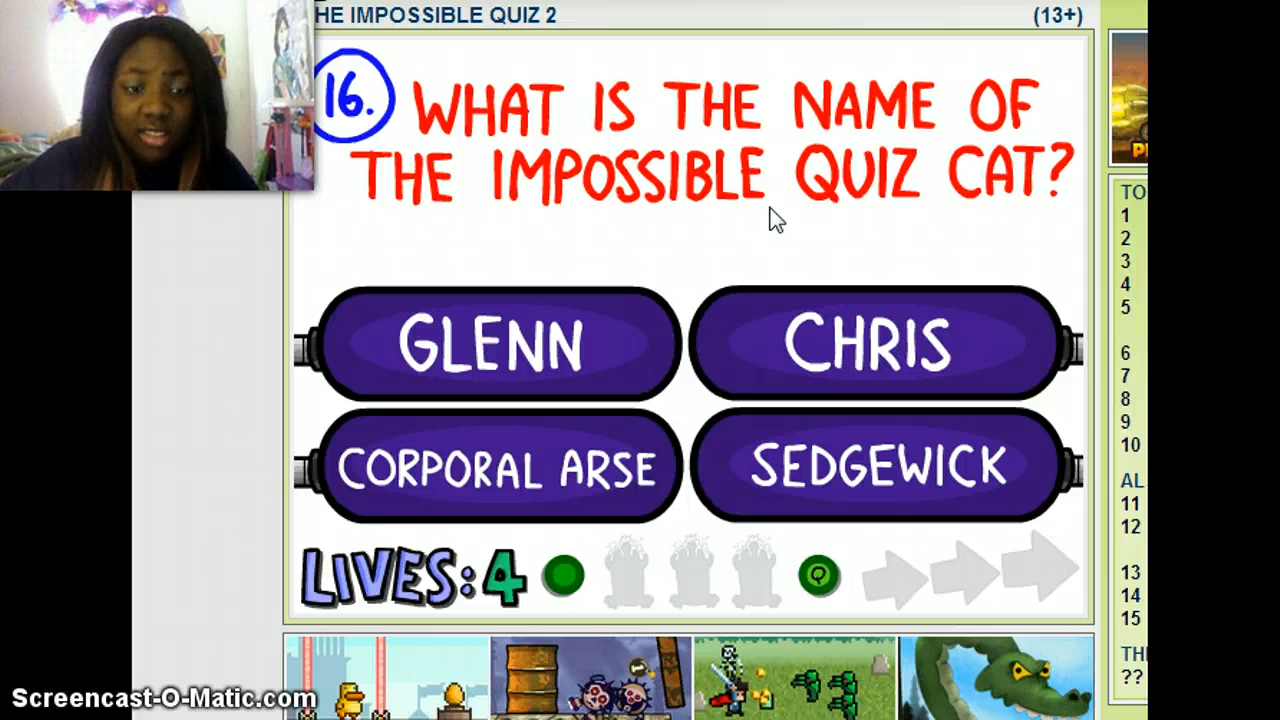 HE IMPOSSIBLE QUIZ 2
(13+)
16. WHAT IS THE NAME OF
THE IMPOSSIBLE QUIZ CAT?
GLENN
CHRIS
CORPORAL ARSE
SEDGEWICK
LIVES: 4
Q
TO
1
2
3
4
5
6
7
8
9
10
AL
11
12
13
14
15
TH
??
Screencast-O-Matic.com